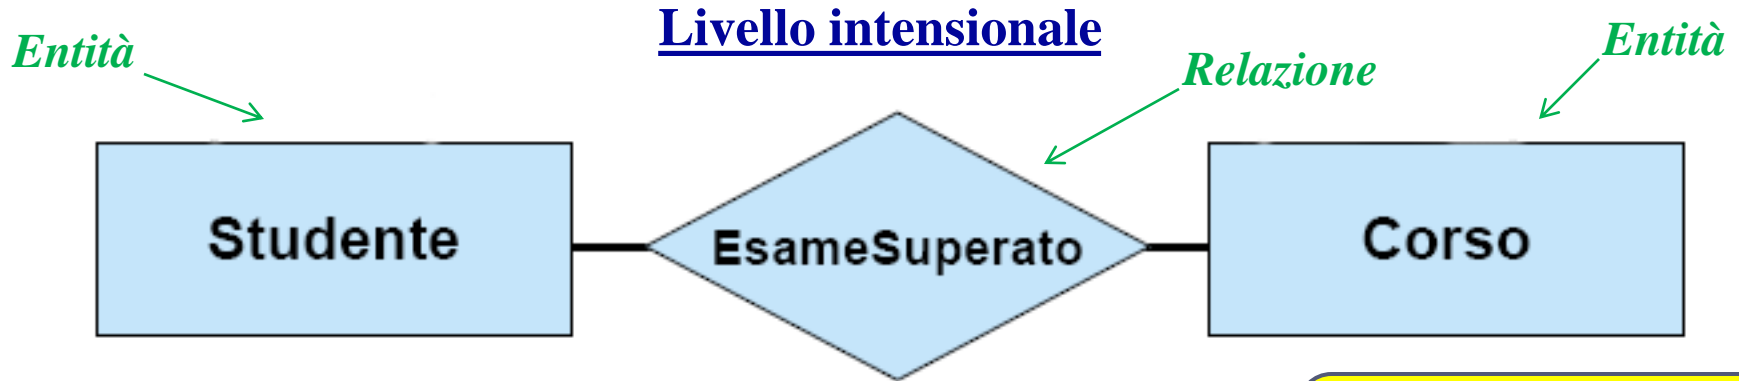 Livello intensionale
Entità
Relazione
Entità
Studente
EsameSuperato
Corso